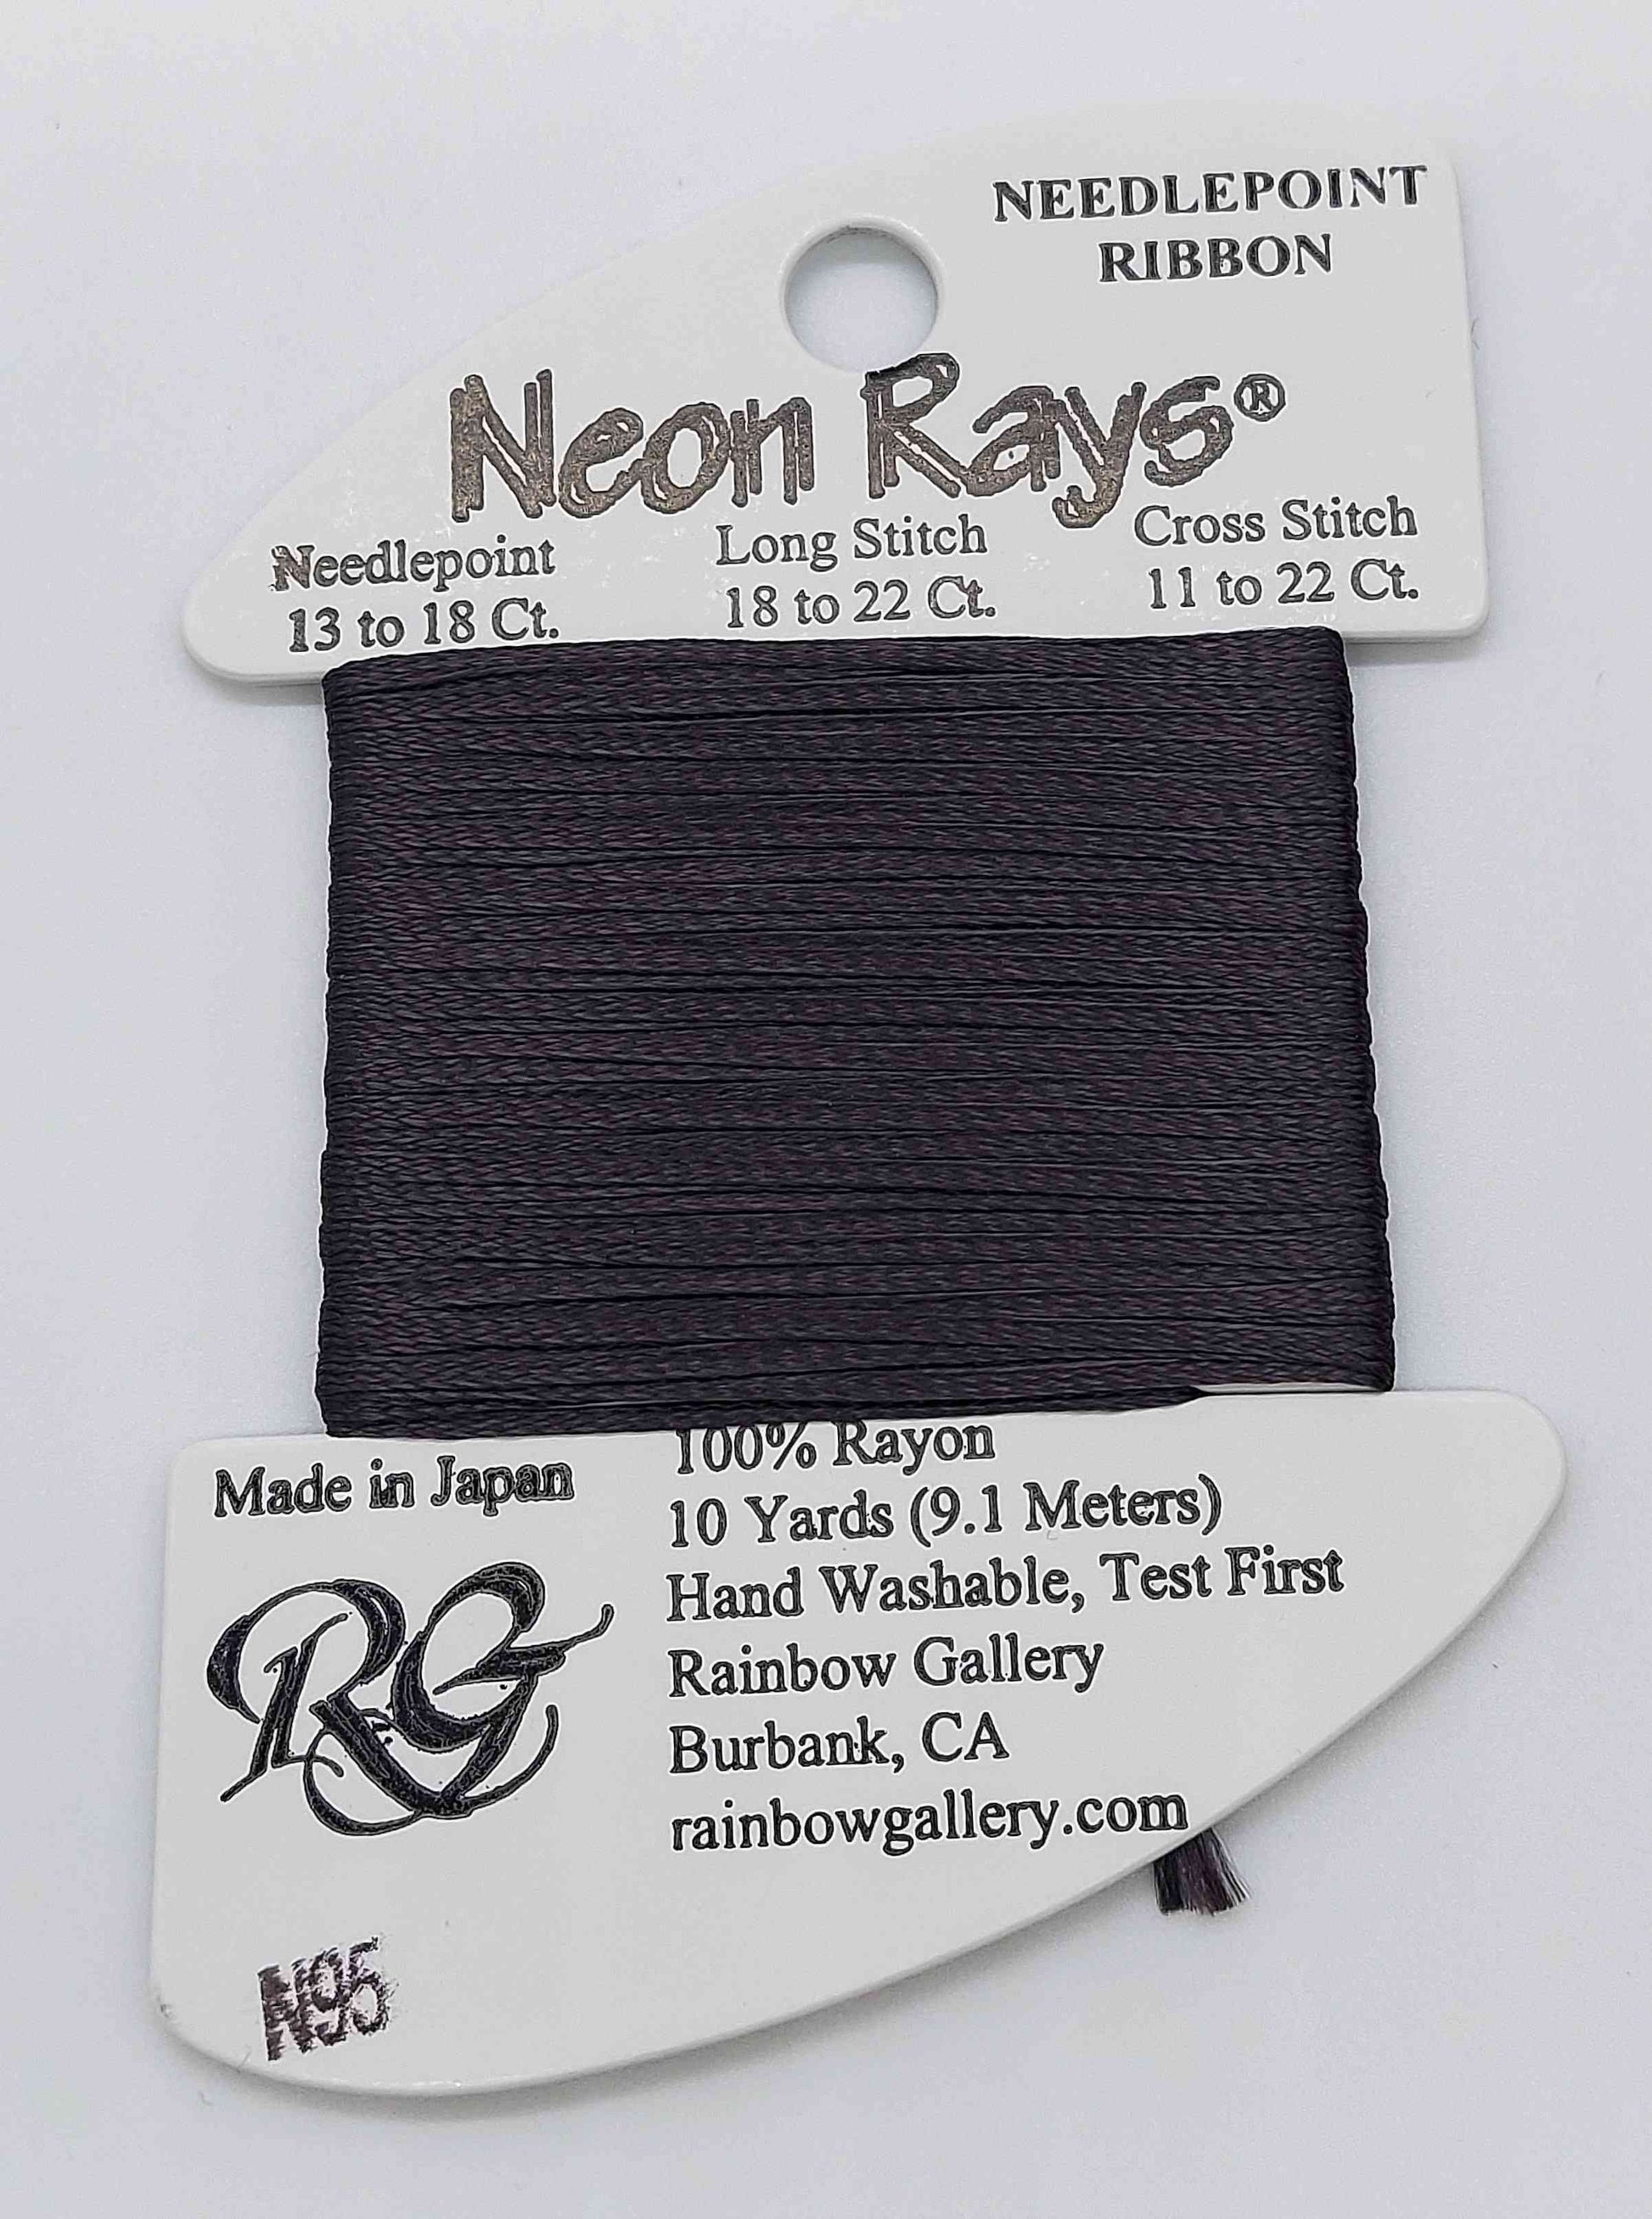 NEEDLEPOINT
RIBBON
Neon Rays®
Needlepoint
13 to 18 Ct.
Long Stitch
18 to 22 Ct.
Cross Stitch
11 to 22 Ct.
Made in Japan
RG
100% Rayon
10 Yards (9.1 Meters)
Hand Washable, Test First
Rainbow Gallery
Burbank, CA
rainbowgallery.com
N95